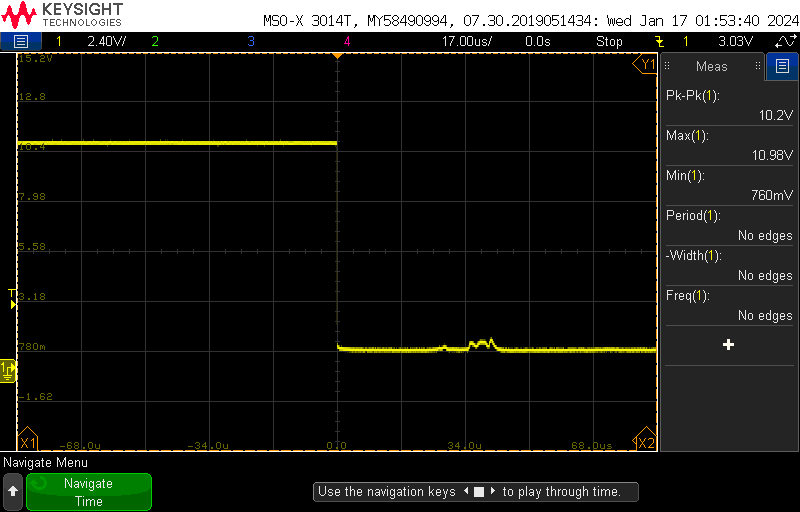 KEYSIGHT
TECHNOLOGIES
MSO-X 3014T, MY58490994, 07.30.2019051434: Wed Jan 17 01:53:40 2024
1 2.40V/ 2 3 4 17.00us/ 0.0s Stop 1 3.03V
15.2V
Y1
Meas
Pk-Pk(1):
12.8
10.2V
Max(1):
10.4
10.98V
Min(1):
7.98
760mV
Period(1):
No edges
5.58
-Width(1):
No edges
T
3.18
Freq(1):
No edges
780m
1
-1.62
X1
-68.0u -34.0u 0.0 34.0u 68.0us
X2
Navigate Menu
Navigate
Time
Use the navigation keys to play through time.